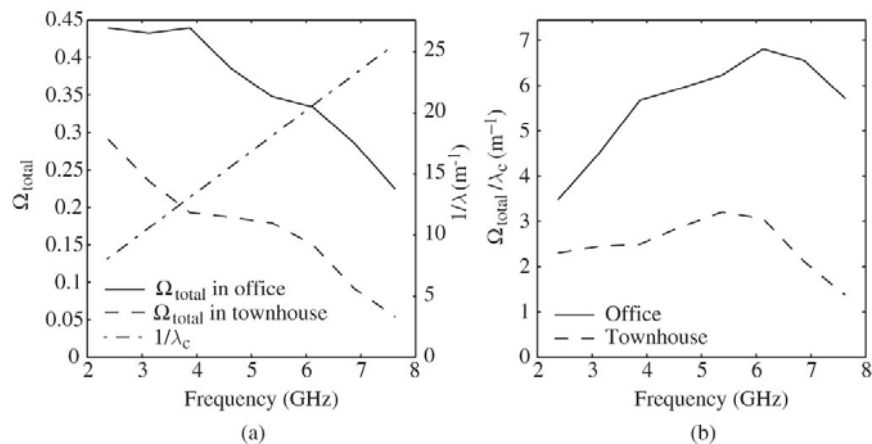 0.45
0.4
0.35
0.3
0.25
0.2
0.15
0.1
0.05
0
Ω_total
25
20
15
10
5
0
1/λ (m⁻¹)
Ω_total in office
Ω_total in townhouse
1/λ_c
2 3 4 5 6 7 8
Frequency (GHz)
(a)
7
6
5
4
3
2
1
0
Ω_total/λ_c (m⁻¹)
Office
Townhouse
2 3 4 5 6 7 8
Frequency (GHz)
(b)